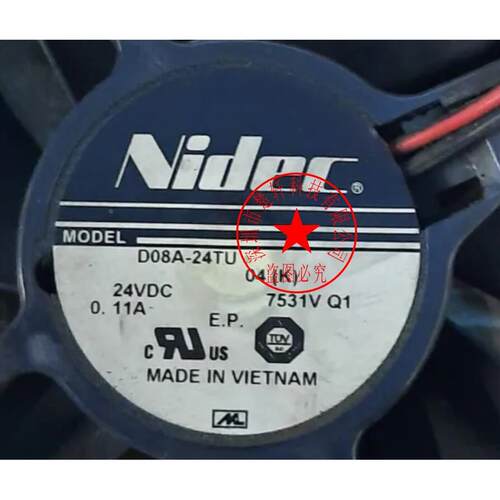 Nidec®
MODEL
D08A-24TU
04 (K)
24VDC
7531V Q1
0. 11A
E.P.
c RU US
TÜV
MADE IN VIETNAM
盗图必究